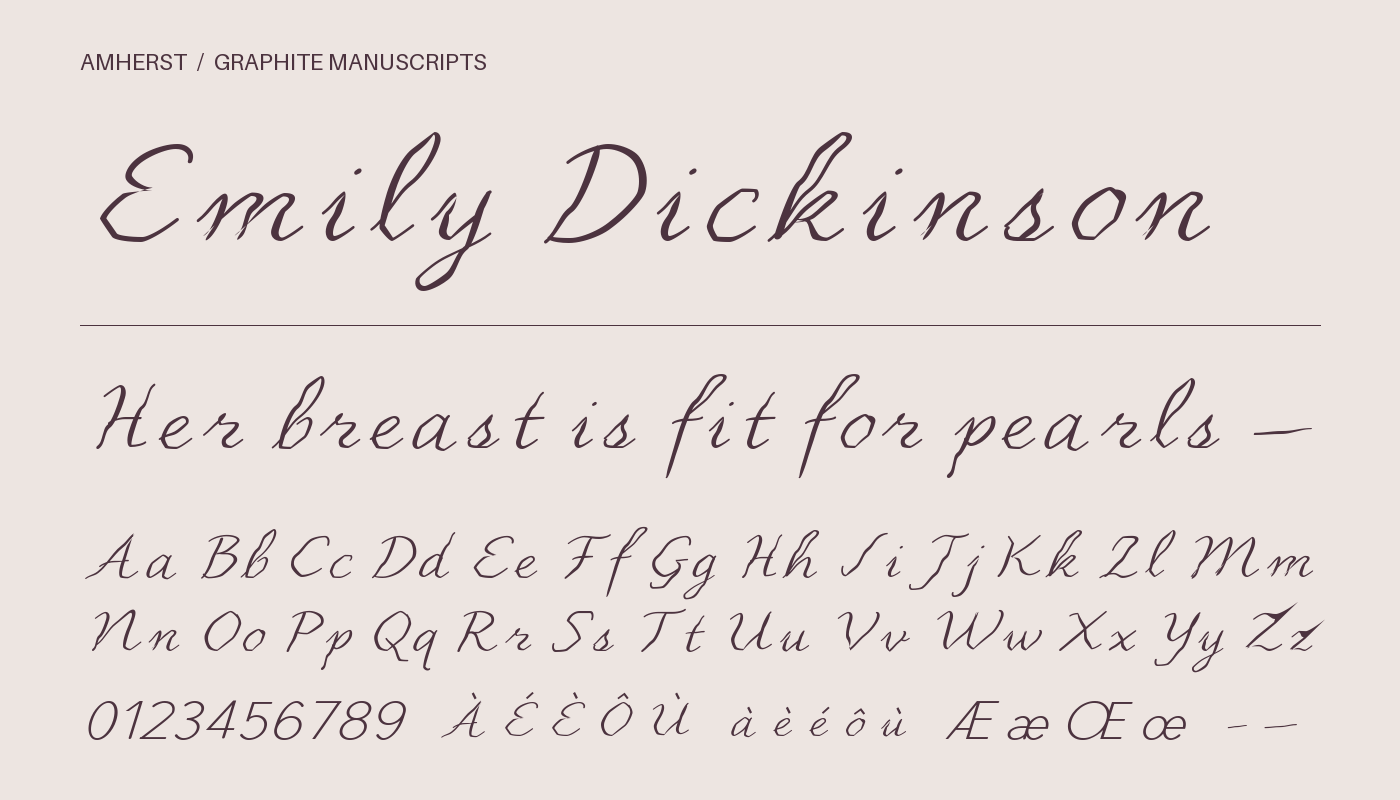 AMHERST / GRAPHITE MANUSCRIPTS
Emily Dickinson
Her breast is fit for pearls —
Aa Bb Cc Dd Ee Ff Gg Hh Ii Jj Kk Ll Mm
Nn Oo Pp Qq Rr Ss Tt Uu Vv Ww Xx Yy Zz
0123456789 À É È Ô Ù à è é ô ù Æ æ Œ œ – —